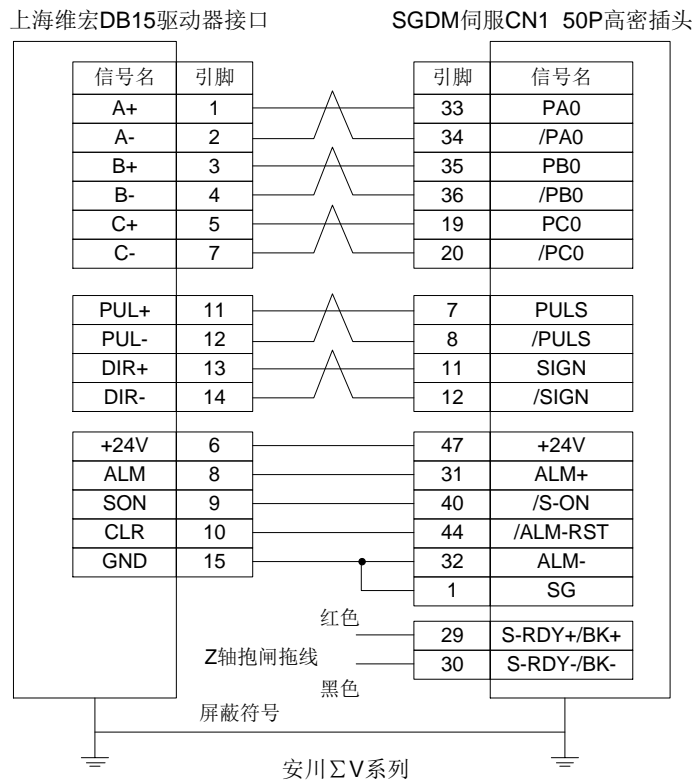 上海维宏DB15驱动器接口 SGDM伺服CN1 50P高密插头
信号名 引脚 引脚 信号名
A+ 1 33 PA0
A- 2 34 /PA0
B+ 3 35 PB0
B- 4 36 /PB0
C+ 5 19 PC0
C- 7 20 /PC0
PUL+ 11 7 PULS
PUL- 12 8 /PULS
DIR+ 13 11 SIGN
DIR- 14 12 /SIGN
+24V 6 47 +24V
ALM 8 31 ALM+
SON 9 40 /S-ON
CLR 10 44 /ALM-RST
GND 15 32 ALM-
1 SG
红色
29 S-RDY+/BK+
Z轴抱闸拖线
30 S-RDY-/BK-
黑色
屏蔽符号
安川∑V系列